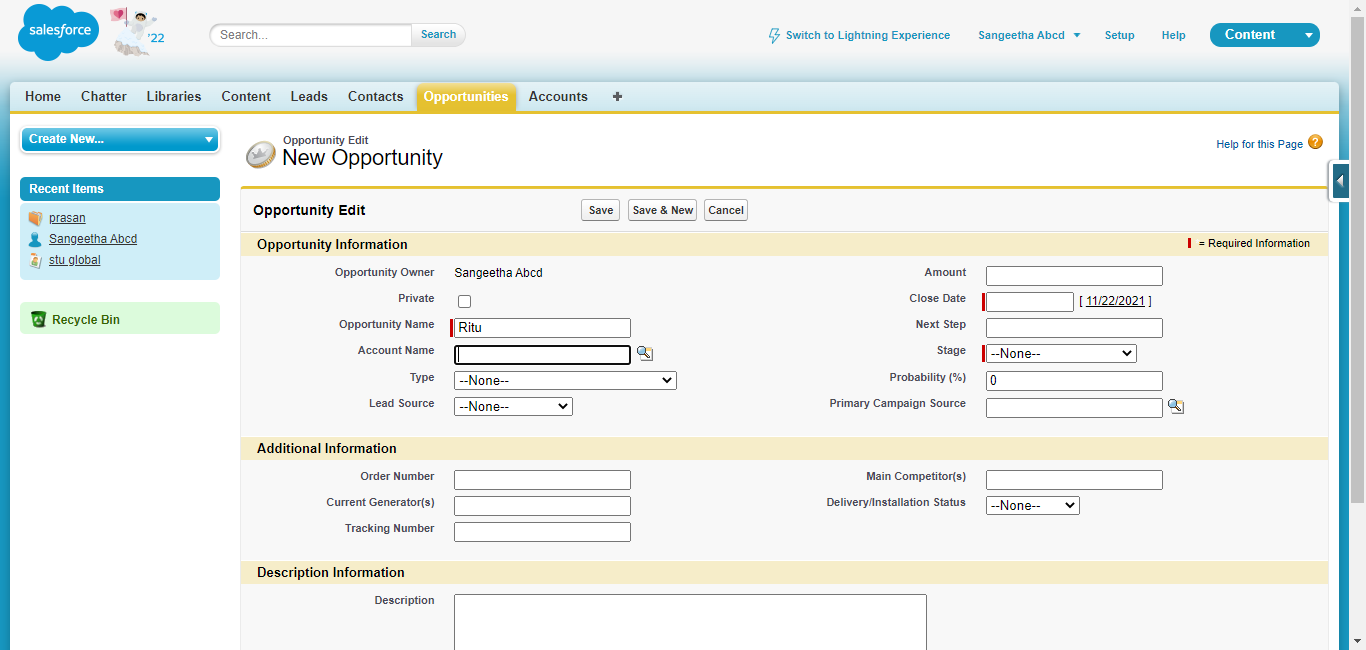 salesforce
'22
Search...
Search
Switch to Lightning Experience
Sangeetha Abcd
Setup
Help
Content
Home
Chatter
Libraries
Content
Leads
Contacts
Opportunities
Accounts
+
Create New...
Recent Items
prasan
Sangeetha Abcd
stu global
Recycle Bin
Opportunity Edit
New Opportunity
Help for this Page ?
Opportunity Edit
Save
Save & New
Cancel
Opportunity Information
= Required Information
Opportunity Owner Sangeetha Abcd
Amount
Private
Close Date [ 11/22/2021 ]
Opportunity Name Ritu
Next Step
Account Name
Stage --None--
Type --None--
Probability (%) 0
Lead Source --None--
Primary Campaign Source
Additional Information
Order Number
Main Competitor(s)
Current Generator(s)
Delivery/Installation Status --None--
Tracking Number
Description Information
Description